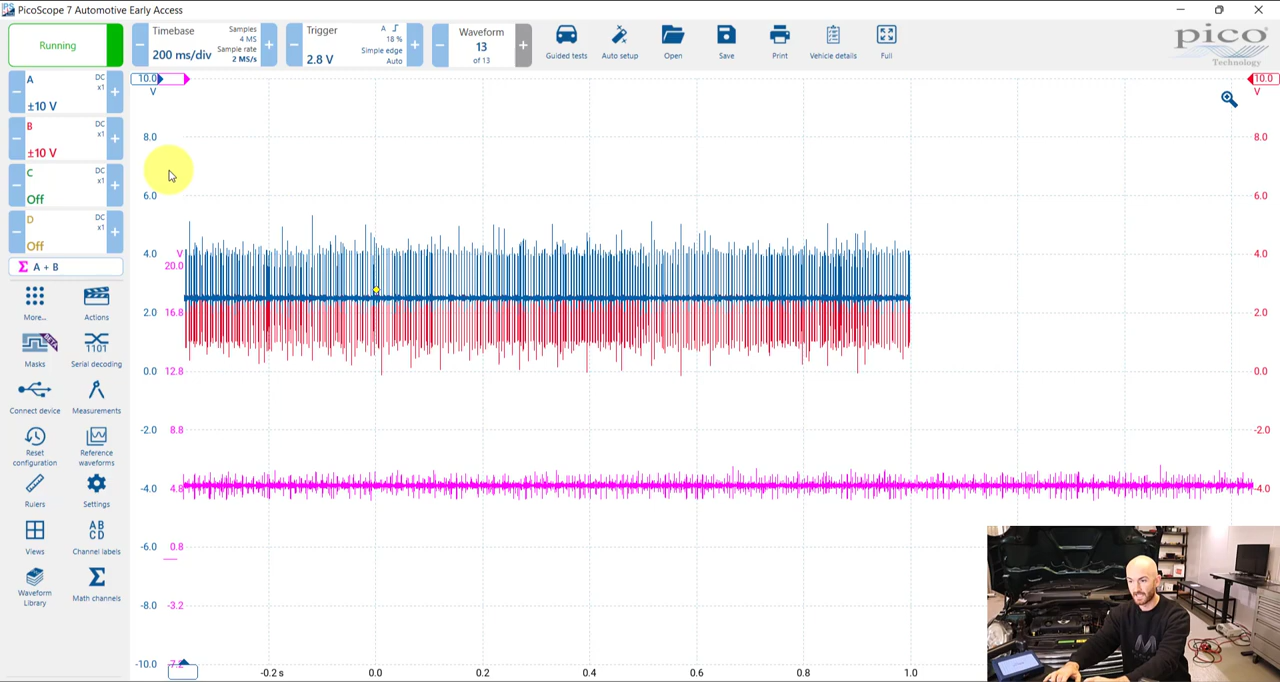 PicoScope 7 Automotive Early Access
Running
Timebase
200 ms/div
Samples
4 MS
Sample rate
2 MS/s
Trigger
2.8 V
A
18 %
Simple edge
Auto
Waveform
13
of 13
Guided tests
Auto setup
Open
Save
Print
Vehicle details
Full
pico
Technology
A
DC
x1
±10 V
B
DC
x1
±10 V
C
DC
x1
Off
D
DC
x1
Off
Σ A + B
More...
Actions
Masks
BETA
1101
Serial decoding
Connect device
Measurements
Reset configuration
Reference waveforms
Rulers
Settings
Views
AB
CD
Channel labels
Waveform Library
Σ
Math channels
10.0
V
8.0
6.0
4.0
2.0
0.0
-2.0
-4.0
-6.0
-8.0
-10.0
V
20.0
16.8
12.8
8.8
4.8
0.8
-3.2
-7.2
10.0
V
8.0
6.0
4.0
2.0
0.0
-2.0
-4.0
-0.2 s
0.0
0.2
0.4
0.6
0.8
1.0